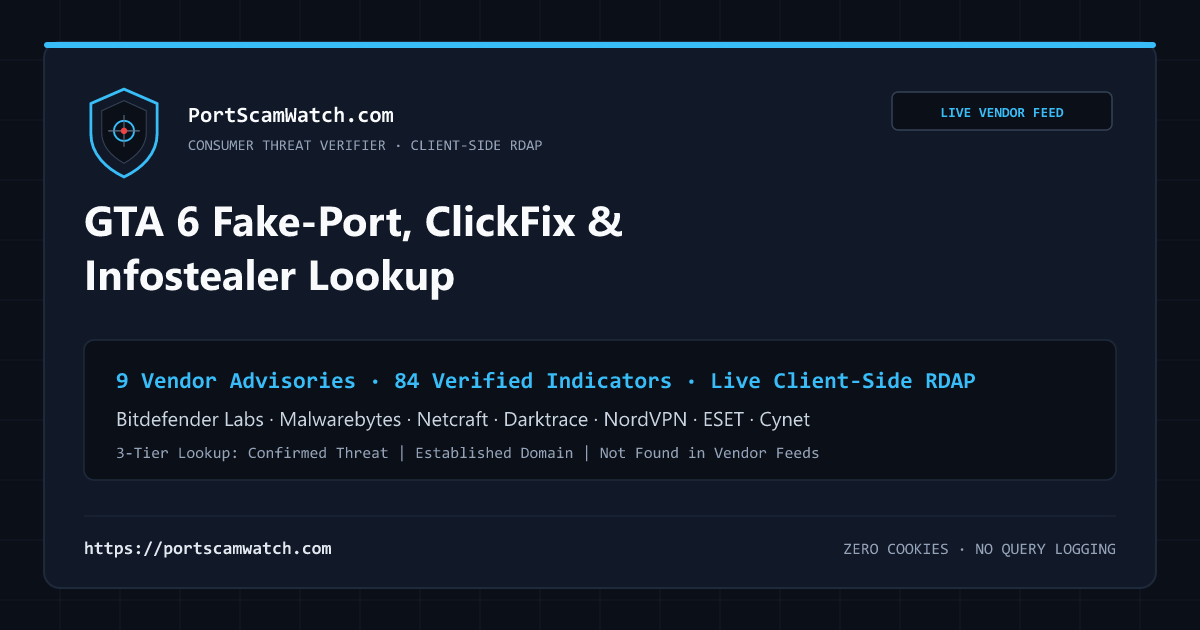 PortScamWatch.com
CONSUMER THREAT VERIFIER · CLIENT-SIDE RDAP
LIVE VENDOR FEED
GTA 6 Fake-Port, ClickFix &
Infostealer Lookup
9 Vendor Advisories · 84 Verified Indicators · Live Client-Side RDAP
Bitdefender Labs · Malwarebytes · Netcraft · Darktrace · NordVPN · ESET · Cynet
3-Tier Lookup: Confirmed Threat | Established Domain | Not Found in Vendor Feeds
https://portscamwatch.com
ZERO COOKIES · NO QUERY LOGGING